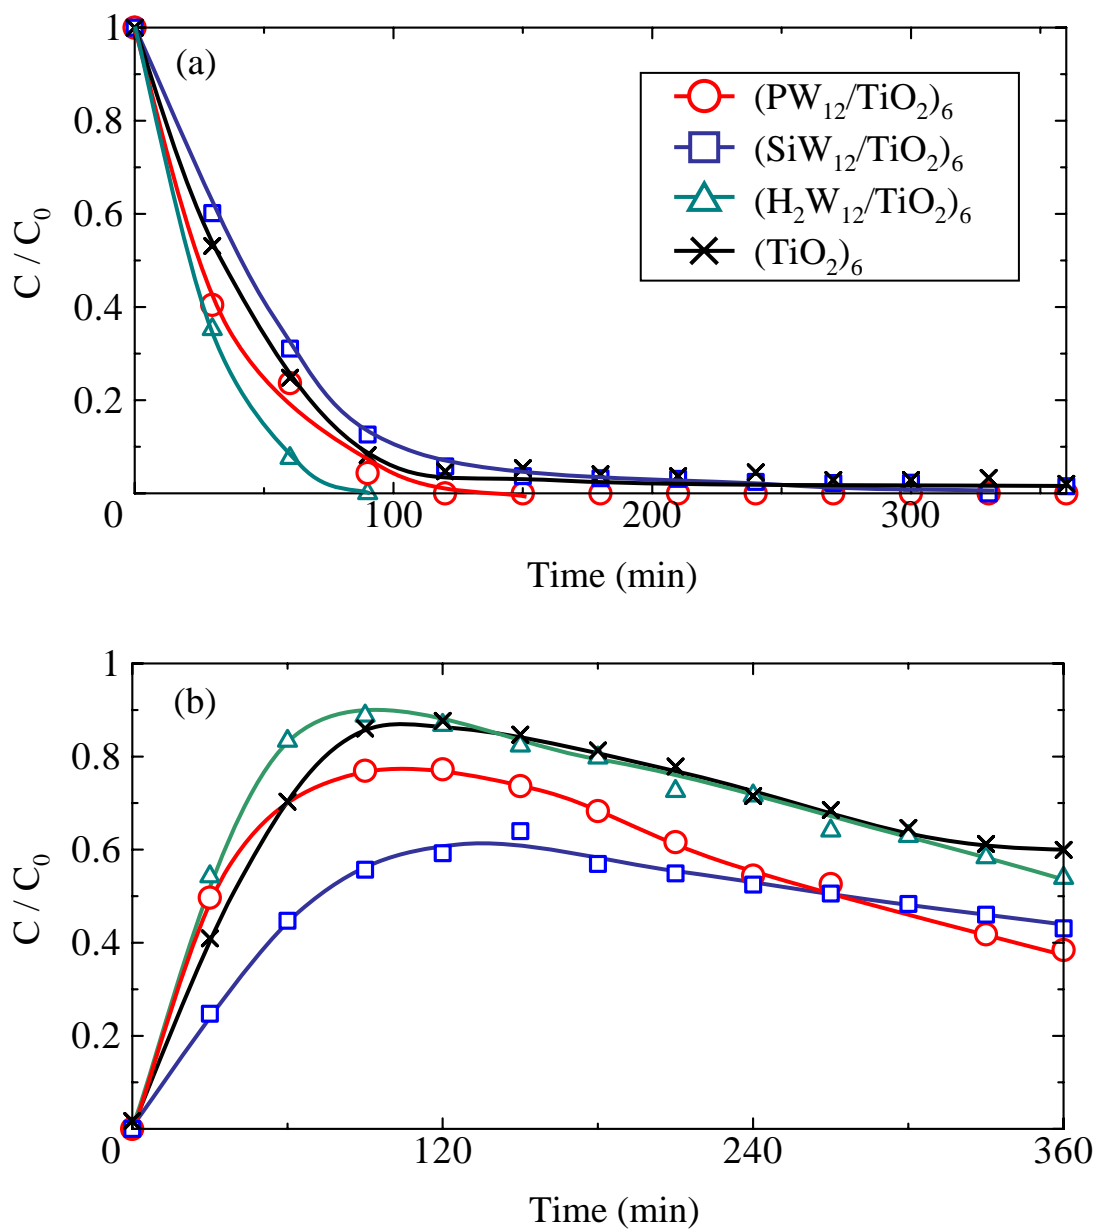 1
(a)
(PW₁₂/TiO₂)₆
(SiW₁₂/TiO₂)₆
(H₂W₁₂/TiO₂)₆
(TiO₂)₆
0.8
0.6
0.4
0.2
C / C₀
0 100 200 300
Time (min)
1
(b)
0.8
0.6
0.4
0.2
C / C₀
0 120 240 360
Time (min)